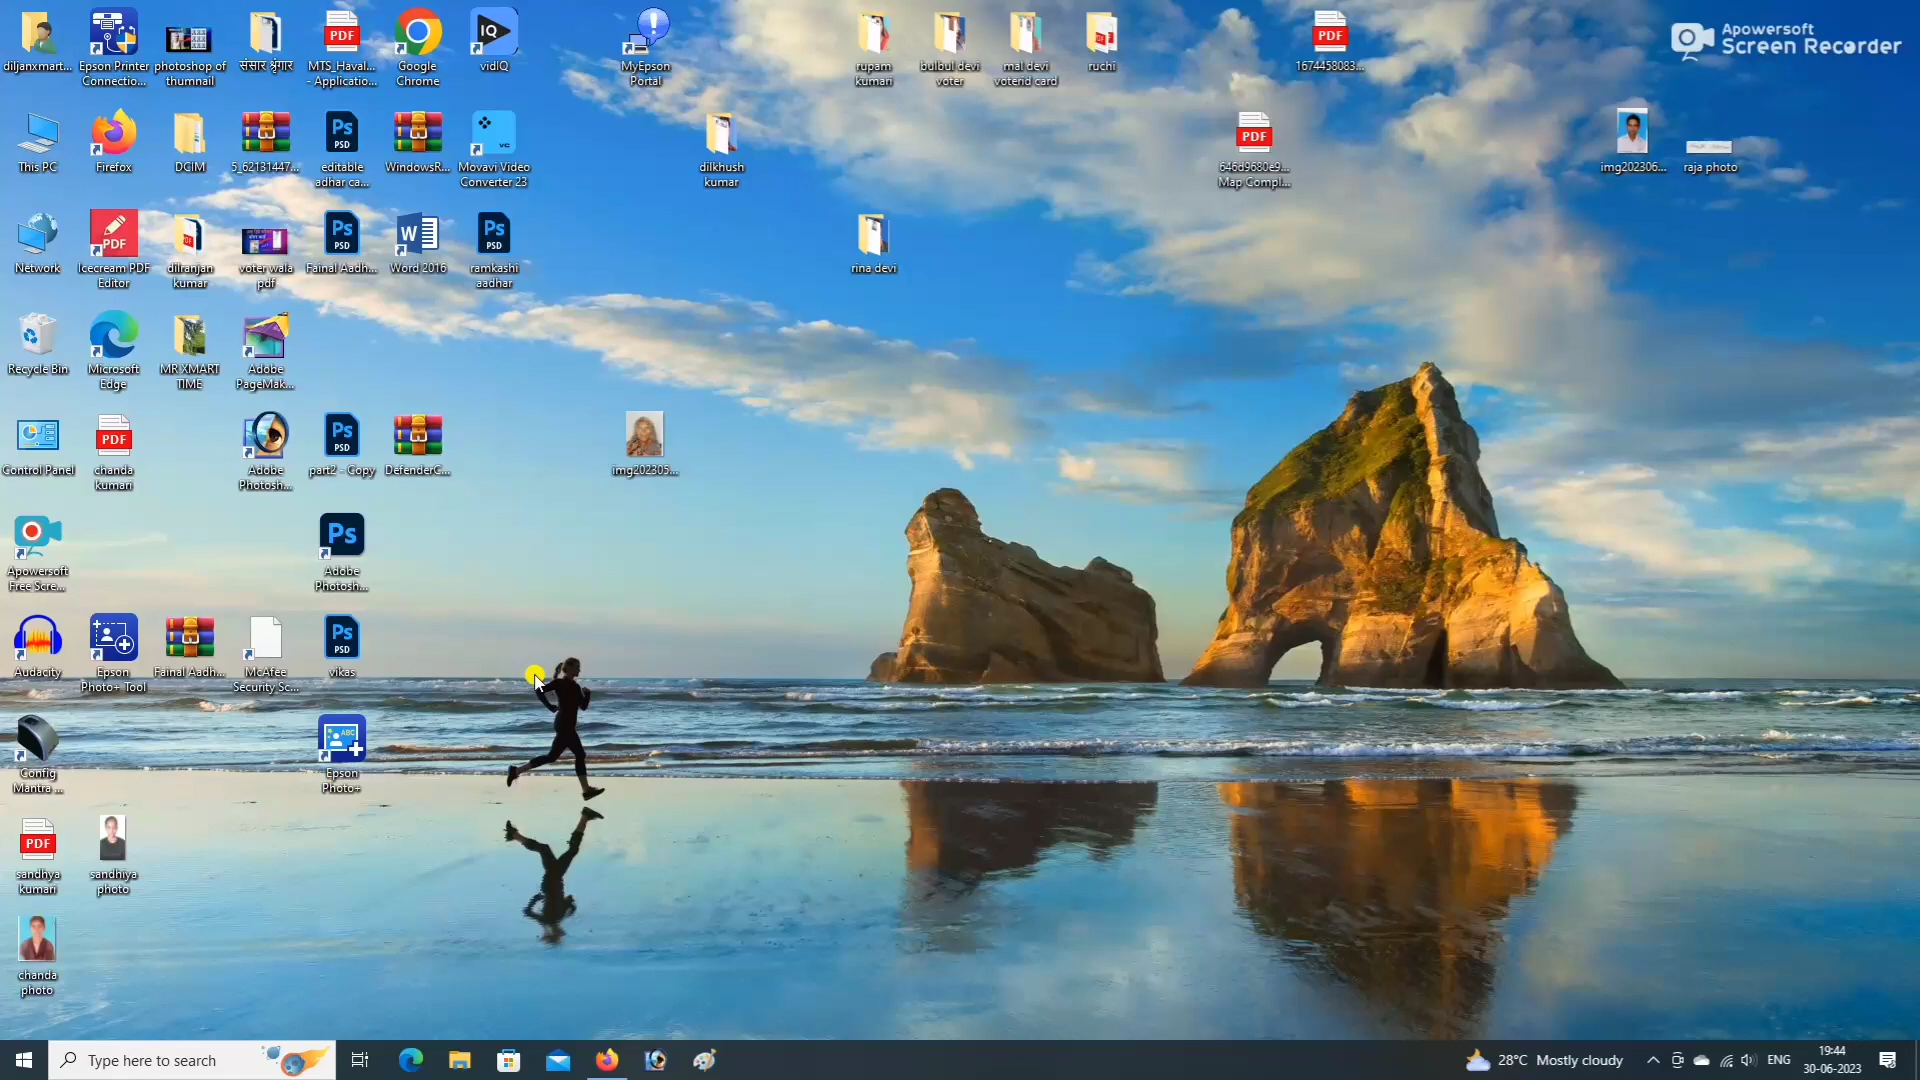 Apowersoft
Screen Recorder
diljanxmart...
Epson Printer
Connectio...
photoshop of
thumnail
संसार श्रृंगार
MTS_Haval...
- Applicatio...
Google
Chrome
vidIQ
MyEpson
Portal
rupam
kumari
bulbul devi
voter
mal devi
voterid card
ruchi
1674458083...
This PC
Firefox
DCIM
5_62131447...
editable
adhar ca...
WindowsR...
Movavi Video
Converter 23
dilkhush
kumar
646d9680e9...
Map Compl...
img202306...
raja photo
Network
Icecream PDF
Editor
dilranjan
kumar
voter wala
pdf
Fainal Aadh...
Word 2016
ramkashi
aadhar
rina devi
Recycle Bin
Microsoft
Edge
MR XMART
TIME
Adobe
PageMak...
Control Panel
chanda
kumari
Adobe
Photosh...
part2 - Copy
DefenderC...
img202305...
Apowersoft
Free Scre...
Adobe
Photosh...
Audacity
Epson
Photo+ Tool
Fainal Aadh...
McAfee
Security Sc...
vikas
Config
Mantra ...
Epson
Photo+
sandhya
kumari
sandhiya
photo
chanda
photo
Type here to search
28°C Mostly cloudy
ENG
19:44
30-06-2023